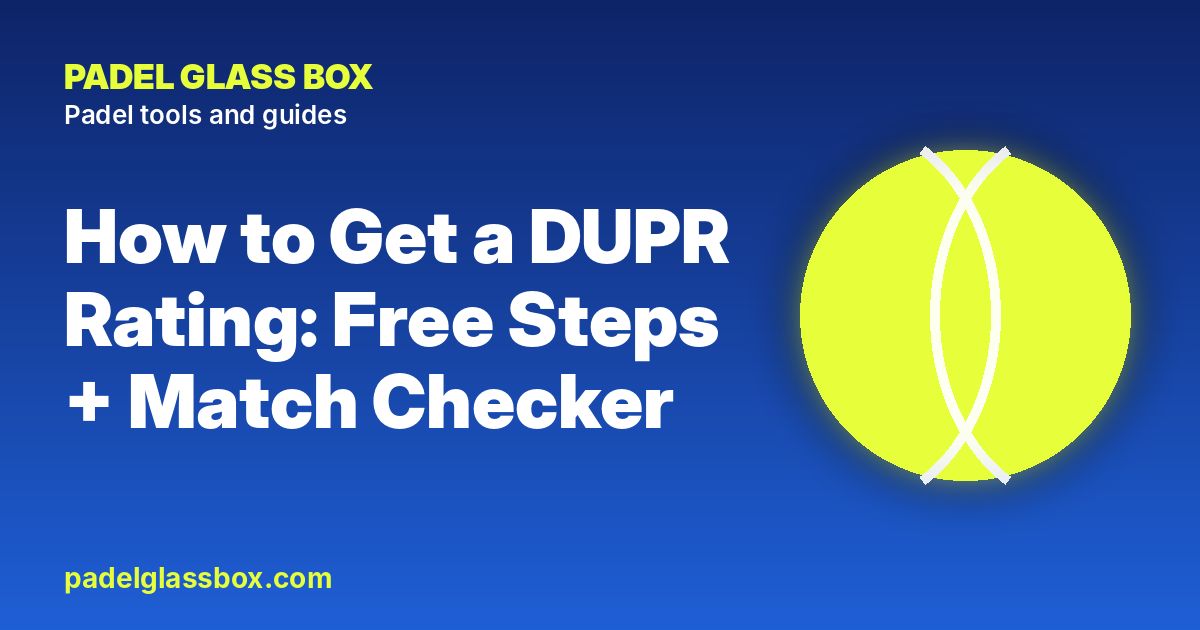 PADEL GLASS BOX
Padel tools and guides
How to Get a DUPR
Rating: Free Steps
+ Match Checker
padelglassbox.com